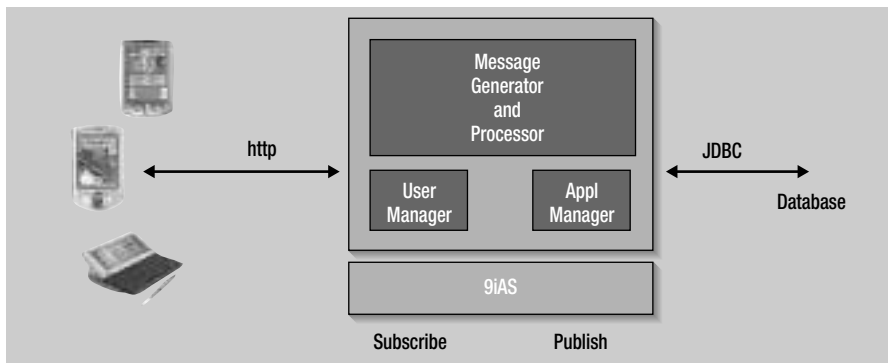 Message
Generator
and
Processor
http
JDBC
User
Manager
Appl
Manager
Database
9iAS
Subscribe
Publish